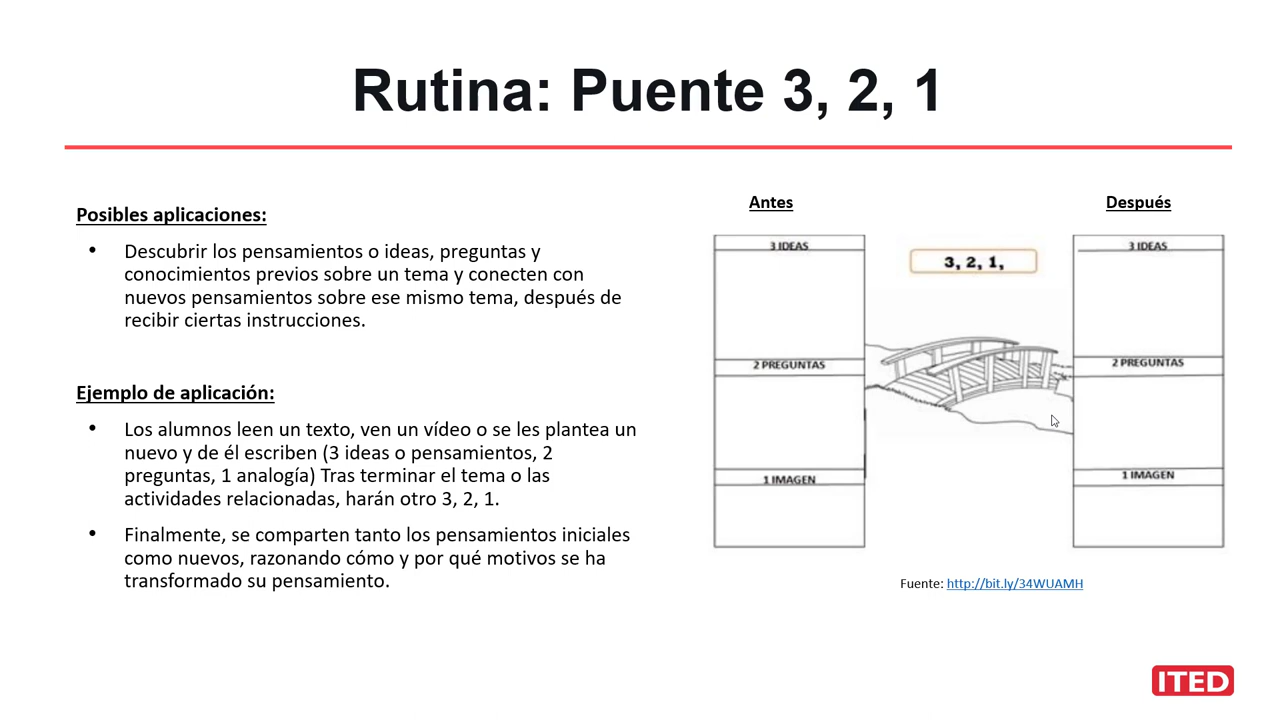 Rutina: Puente 3, 2, 1
Posibles aplicaciones:
• Descubrir los pensamientos o ideas, preguntas y
conocimientos previos sobre un tema y conecten con
nuevos pensamientos sobre ese mismo tema, después de
recibir ciertas instrucciones.
Ejemplo de aplicación:
• Los alumnos leen un texto, ven un vídeo o se les plantea un
nuevo y de él escriben (3 ideas o pensamientos, 2
preguntas, 1 analogía) Tras terminar el tema o las
actividades relacionadas, harán otro 3, 2, 1.
• Finalmente, se comparten tanto los pensamientos iniciales
como nuevos, razonando cómo y por qué motivos se ha
transformado su pensamiento.
Antes
3 IDEAS
2 PREGUNTAS
1 IMAGEN
3, 2, 1,
Después
3 IDEAS
2 PREGUNTAS
1 IMAGEN
Fuente: http://bit.ly/34WUAMH
ITED